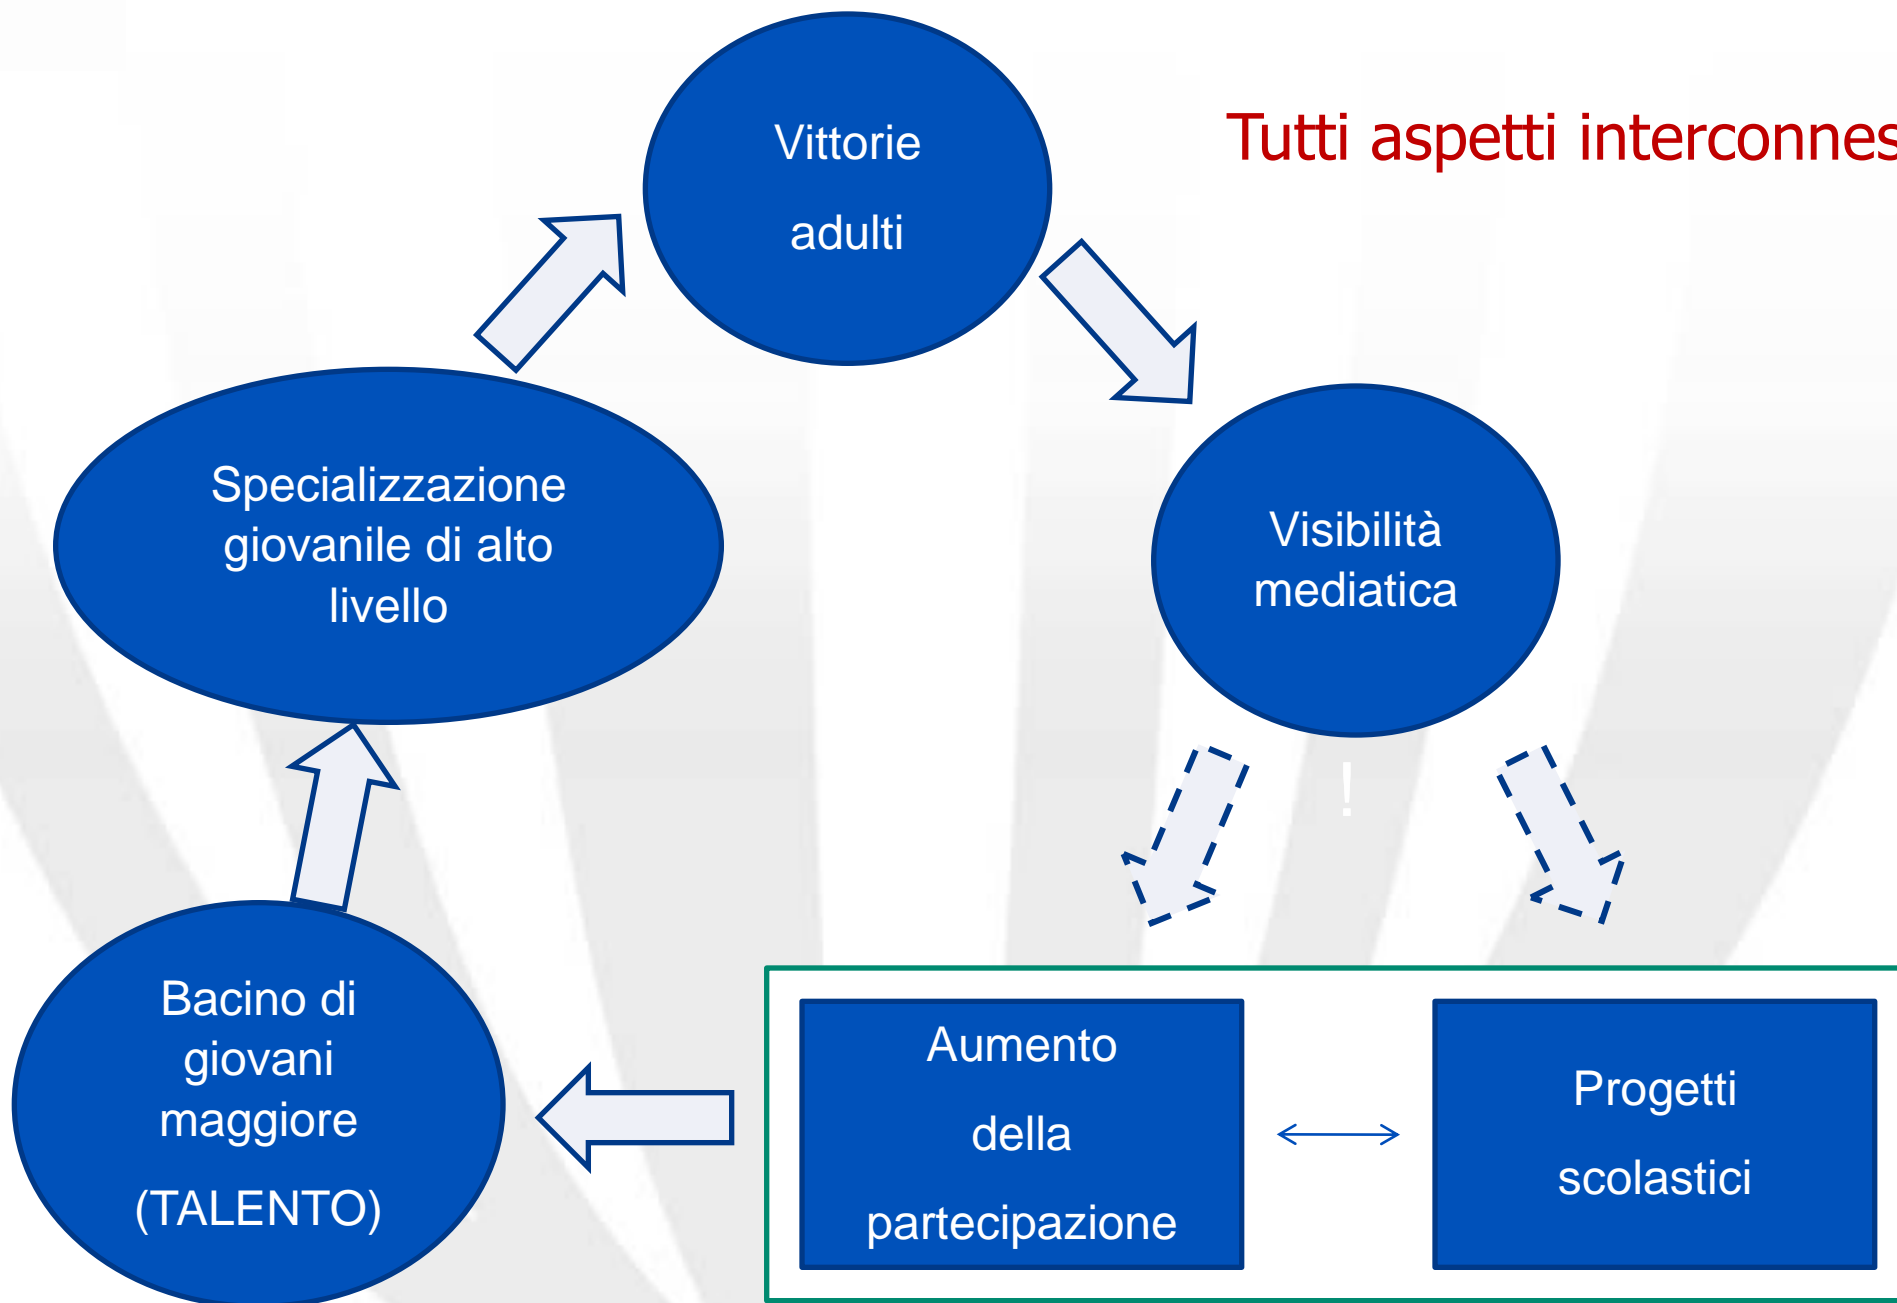 Vittorie
adulti
Tutti aspetti interconnes
Specializzazione
giovanile di alto
livello
Visibilità
mediatica
!
Bacino di
giovani
maggiore
(TALENTO)
Aumento
della
partecipazione
Progetti
scolastici